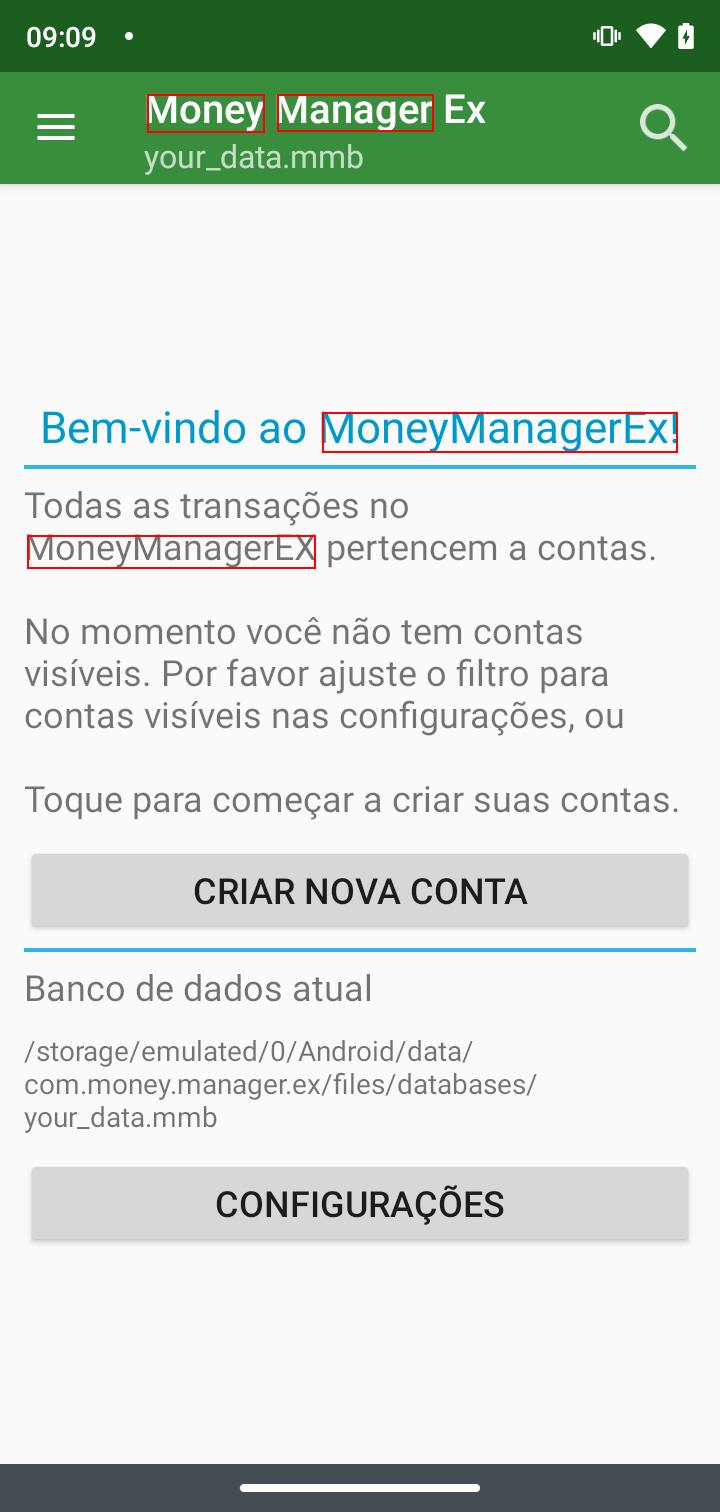 09:09
Money Manager Ex
your_data.mmb
Bem-vindo ao MoneyManagerEx!
Todas as transações no
MoneyManagerEX pertencem a contas.
No momento você não tem contas
visíveis. Por favor ajuste o filtro para
contas visíveis nas configurações, ou
Toque para começar a criar suas contas.
CRIAR NOVA CONTA
Banco de dados atual
/storage/emulated/0/Android/data/
com.money.manager.ex/files/databases/
your_data.mmb
CONFIGURAÇÕES